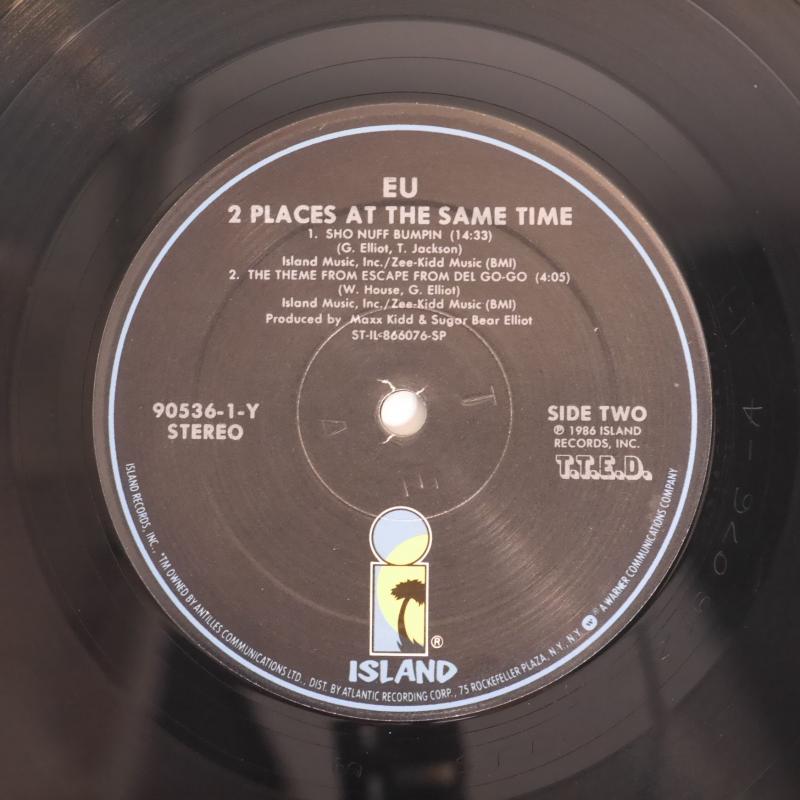 EU
2 PLACES AT THE SAME TIME
1. SHO NUFF BUMPIN (14:33)
(G. Elliot, T. Jackson)
Island Music, Inc./Zee-Kidd Music (BMI)
2. THE THEME FROM ESCAPE FROM DEL GO-GO (4:05)
(W. House, G. Elliot)
Island Music, Inc./Zee-Kidd Music (BMI)
Produced by Maxx Kidd & Sugar Bear Elliot
ST-IL-866076-SP
90536-1-Y
STEREO
SIDE TWO
℗ 1986 ISLAND
RECORDS, INC.
T.T.E.D.
®
ISLAND
ISLAND RECORDS, INC., *TM OWNED BY ANTILLES COMMUNICATIONS LTD., DIST. BY ATLANTIC RECORDING CORP., 75 ROCKEFELLER PLAZA, N.Y., N.Y. W ® A WARNER COMMUNICATIONS COMPANY